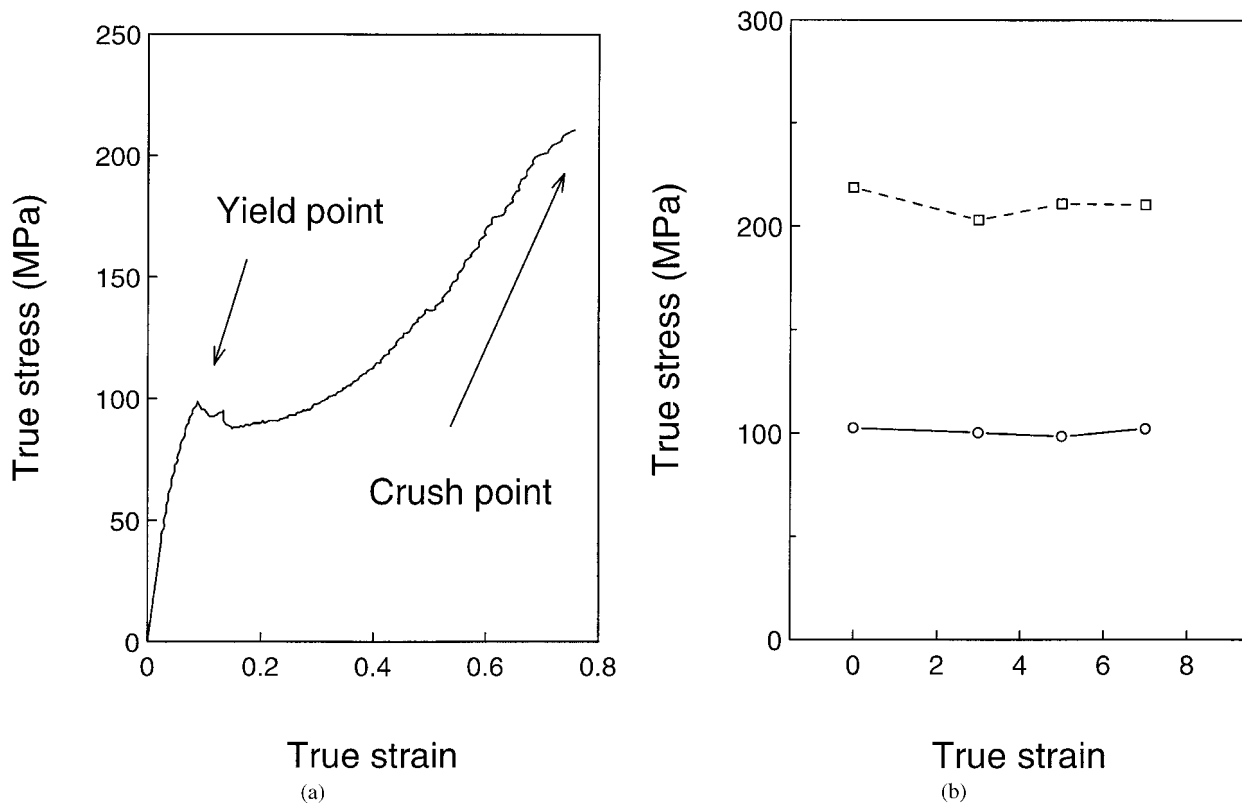 250
200
150
100
50
0
True stress (MPa)
Yield point
Crush point
0 0.2 0.4 0.6 0.8
True strain
(a)
300
200
100
0
True stress (MPa)
0 2 4 6 8
True strain
(b)